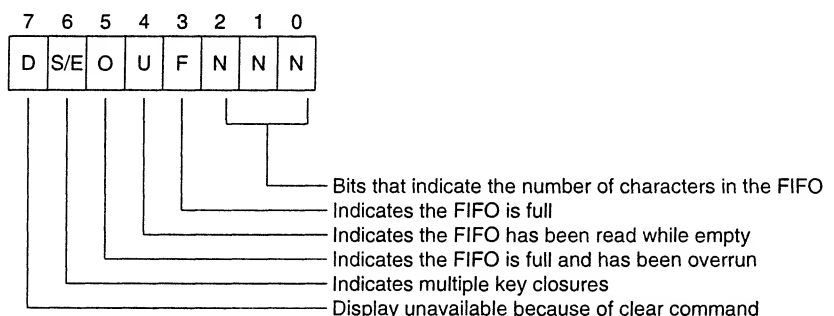 7 6 5 4 3 2 1 0
D S/E O U F N N N
Bits that indicate the number of characters in the FIFO
Indicates the FIFO is full
Indicates the FIFO has been read while empty
Indicates the FIFO is full and has been overrun
Indicates multiple key closures
Display unavailable because of clear command